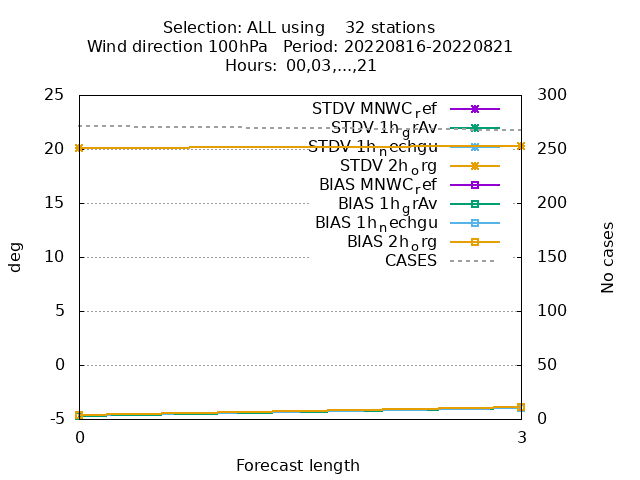 Selection: ALL using    32 stations
Wind direction 100hPa   Period: 20220816-20220821
Hours: 00,03,...,21
25
20
15
10
5
0
-5
deg
300
250
200
150
100
50
0
No cases
STDV MNWC_ref
STDV 1h_grAv
STDV 1h_nechgu
STDV 2h_org
BIAS MNWC_ref
BIAS 1h_grAv
BIAS 1h_nechgu
BIAS 2h_org
CASES
0
3
Forecast length